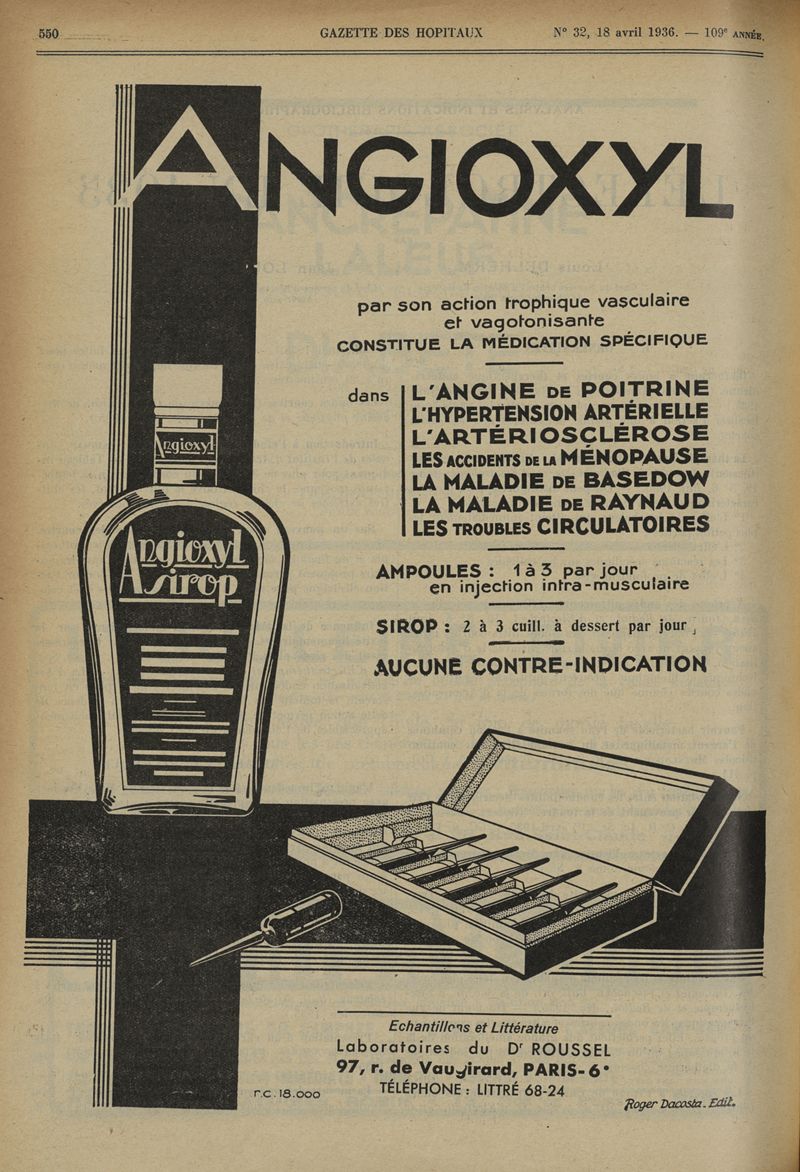 550
GAZETTE DES HOPITAUX
N° 32, 18 avril 1936. — 109e ANNÉE.
ANGIOXYL
par son action trophique vasculaire
et vagotonisante
CONSTITUE LA MÉDICATION SPÉCIFIQUE
dans
L'ANGINE DE POITRINE
L'HYPERTENSION ARTÉRIELLE
L'ARTÉRIOSCLÉROSE
LES ACCIDENTS DE LA MÉNOPAUSE
LA MALADIE DE BASEDOW
LA MALADIE DE RAYNAUD
LES TROUBLES CIRCULATOIRES
Angioxyl
Angioxyl
sirop
AMPOULES : 1 à 3 par jour
en injection intra-musculaire
SIROP : 2 à 3 cuill. à dessert par jour
AUCUNE CONTRE-INDICATION
Echantillons et Littérature
Laboratoires du Dr ROUSSEL
97, r. de Vaugirard, PARIS-6e
TÉLÉPHONE : LITTRÉ 68-24
r.c. 18.000
Roger Dacosta. Edit.